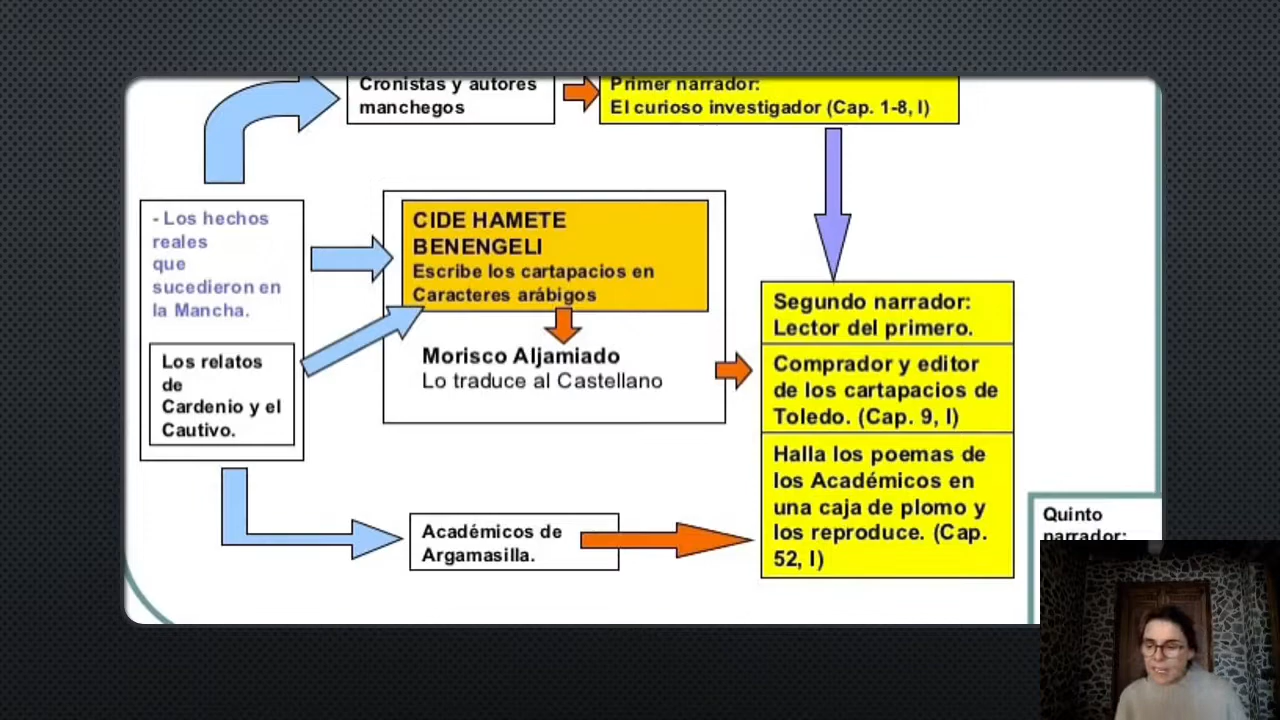 Cronistas y autores
manchegos
Primer narrador:
El curioso investigador (Cap. 1-8, I)
- Los hechos
reales
que
sucedieron en
la Mancha.
Los relatos
de
Cardenio y el
Cautivo.
CIDE HAMETE
BENENGELI
Escribe los cartapacios en
Caracteres arábigos
Morisco Aljamiado
Lo traduce al Castellano
Segundo narrador:
Lector del primero.
Comprador y editor
de los cartapacios de
Toledo. (Cap. 9, I)
Halla los poemas de
los Académicos en
una caja de plomo y
los reproduce. (Cap.
52, I)
Académicos de
Argamasilla.
Quinto
narrador: